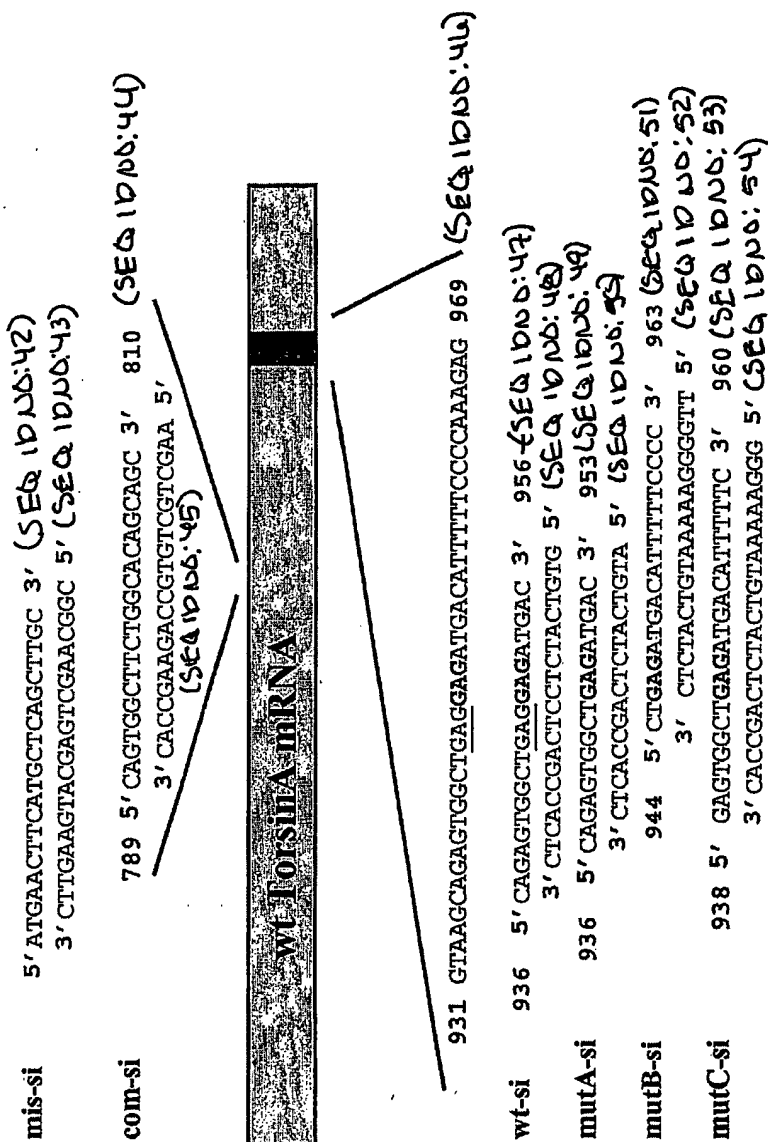 mis-si 5'ATGAACTTCATGCTCAGCTTGC 3' (SEQ ID NO:42)
3'CTTGAAGTACGAGTCGAACGGC 5' (SEQ ID NO:43)
com-si 789 5'CAGTGGCTTCTGGCACAGCAGC 3' 810 (SEQ ID NO:44)
3'CACCGAAGACCGTGTCGTCGAA 5'
(SEQ ID NO:45)
wt TorsinA mRNA
931 GTAAGCAGAGTGGCTGAGGAGATGACATTTTTCCCCAAAGAG 969 (SEQ ID NO:46)
wt-si 936 5'CAGAGTGGCTGAGGAGATGAC 3' 956 (SEQ ID NO:47)
3'CTCACCGACTCCTCTACTGTG 5' (SEQ ID NO:48)
mutA-si 936 5'CAGAGTGGCTGAGATGAC 3' 953 (SEQ ID NO:49)
3'CTCACCGACTCTACTGTA 5' (SEQ ID NO:
mutB-si 944 5'CTGAGATGACATTTTTCCCC 3' 963 (SEQ ID NO:51)
3' CTCTACTGTAAAAAGGGGTT 5' (SEQ ID NO:52)
mutC-si 938 5' GAGTGGCTGAGATGACATTTTTC 3' 960 (SEQ ID NO:53)
3'CACCGACTCTACTGTAAAAAGGG 5' (SEQ ID NO:54)